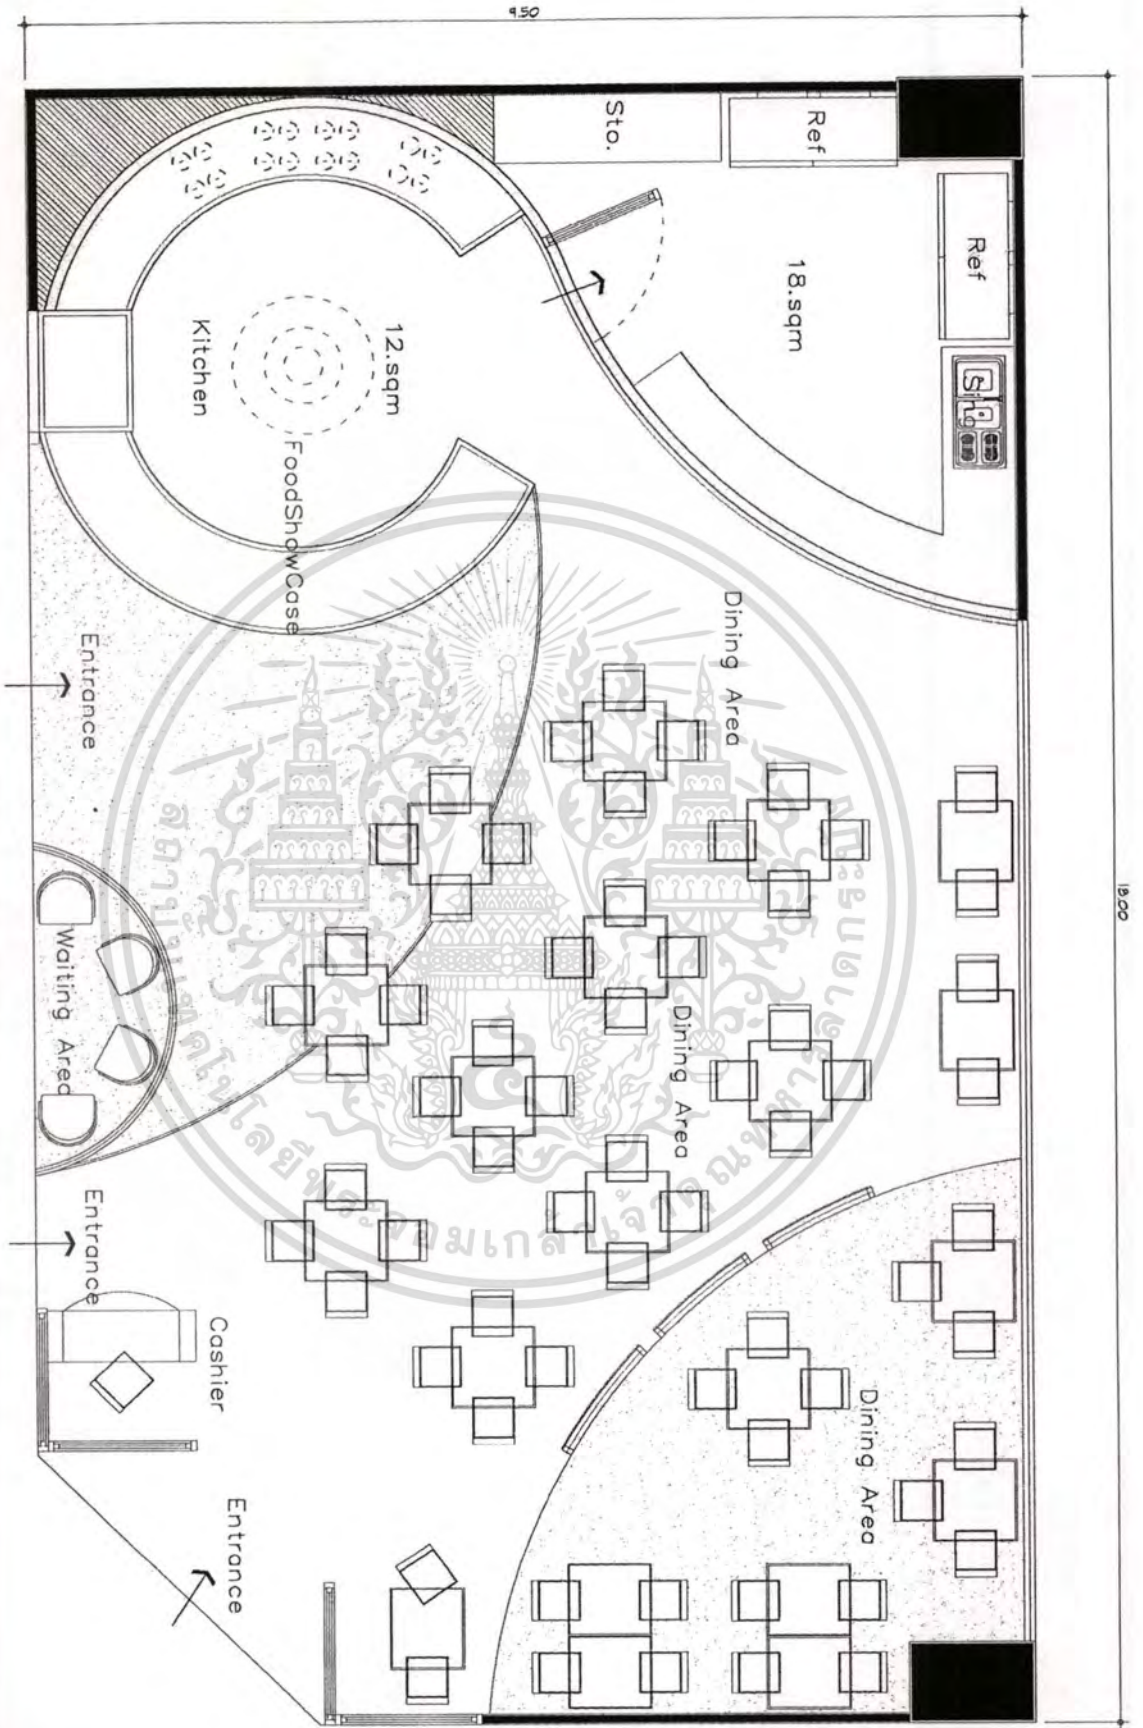 9.50
18.00
Sto.
Ref
Ref
18.sqm
Sing
12.sqm
Kitchen
FoodShowCase
Dining Area
Entrance
Waiting Area
Dining Area
Entrance
Cashier
Dining Area
Entrance